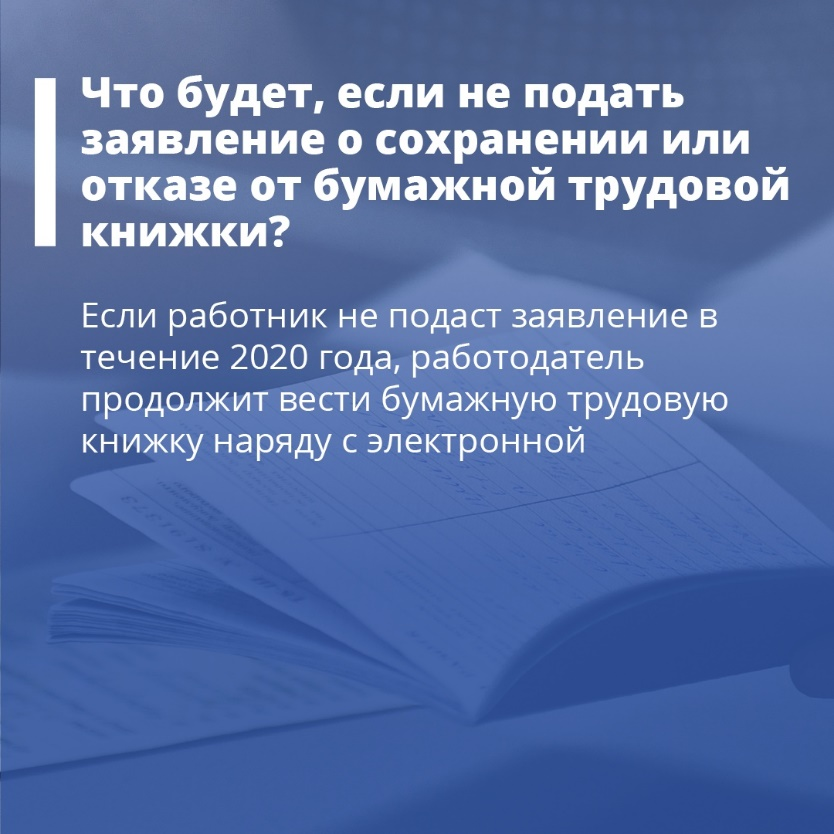 Что будет, если не подать
заявление о сохранении или
отказе от бумажной трудовой
книжки?
Если работник не подаст заявление в
течение 2020 года, работодатель
продолжит вести бумажную трудовую
книжку наряду с электронной